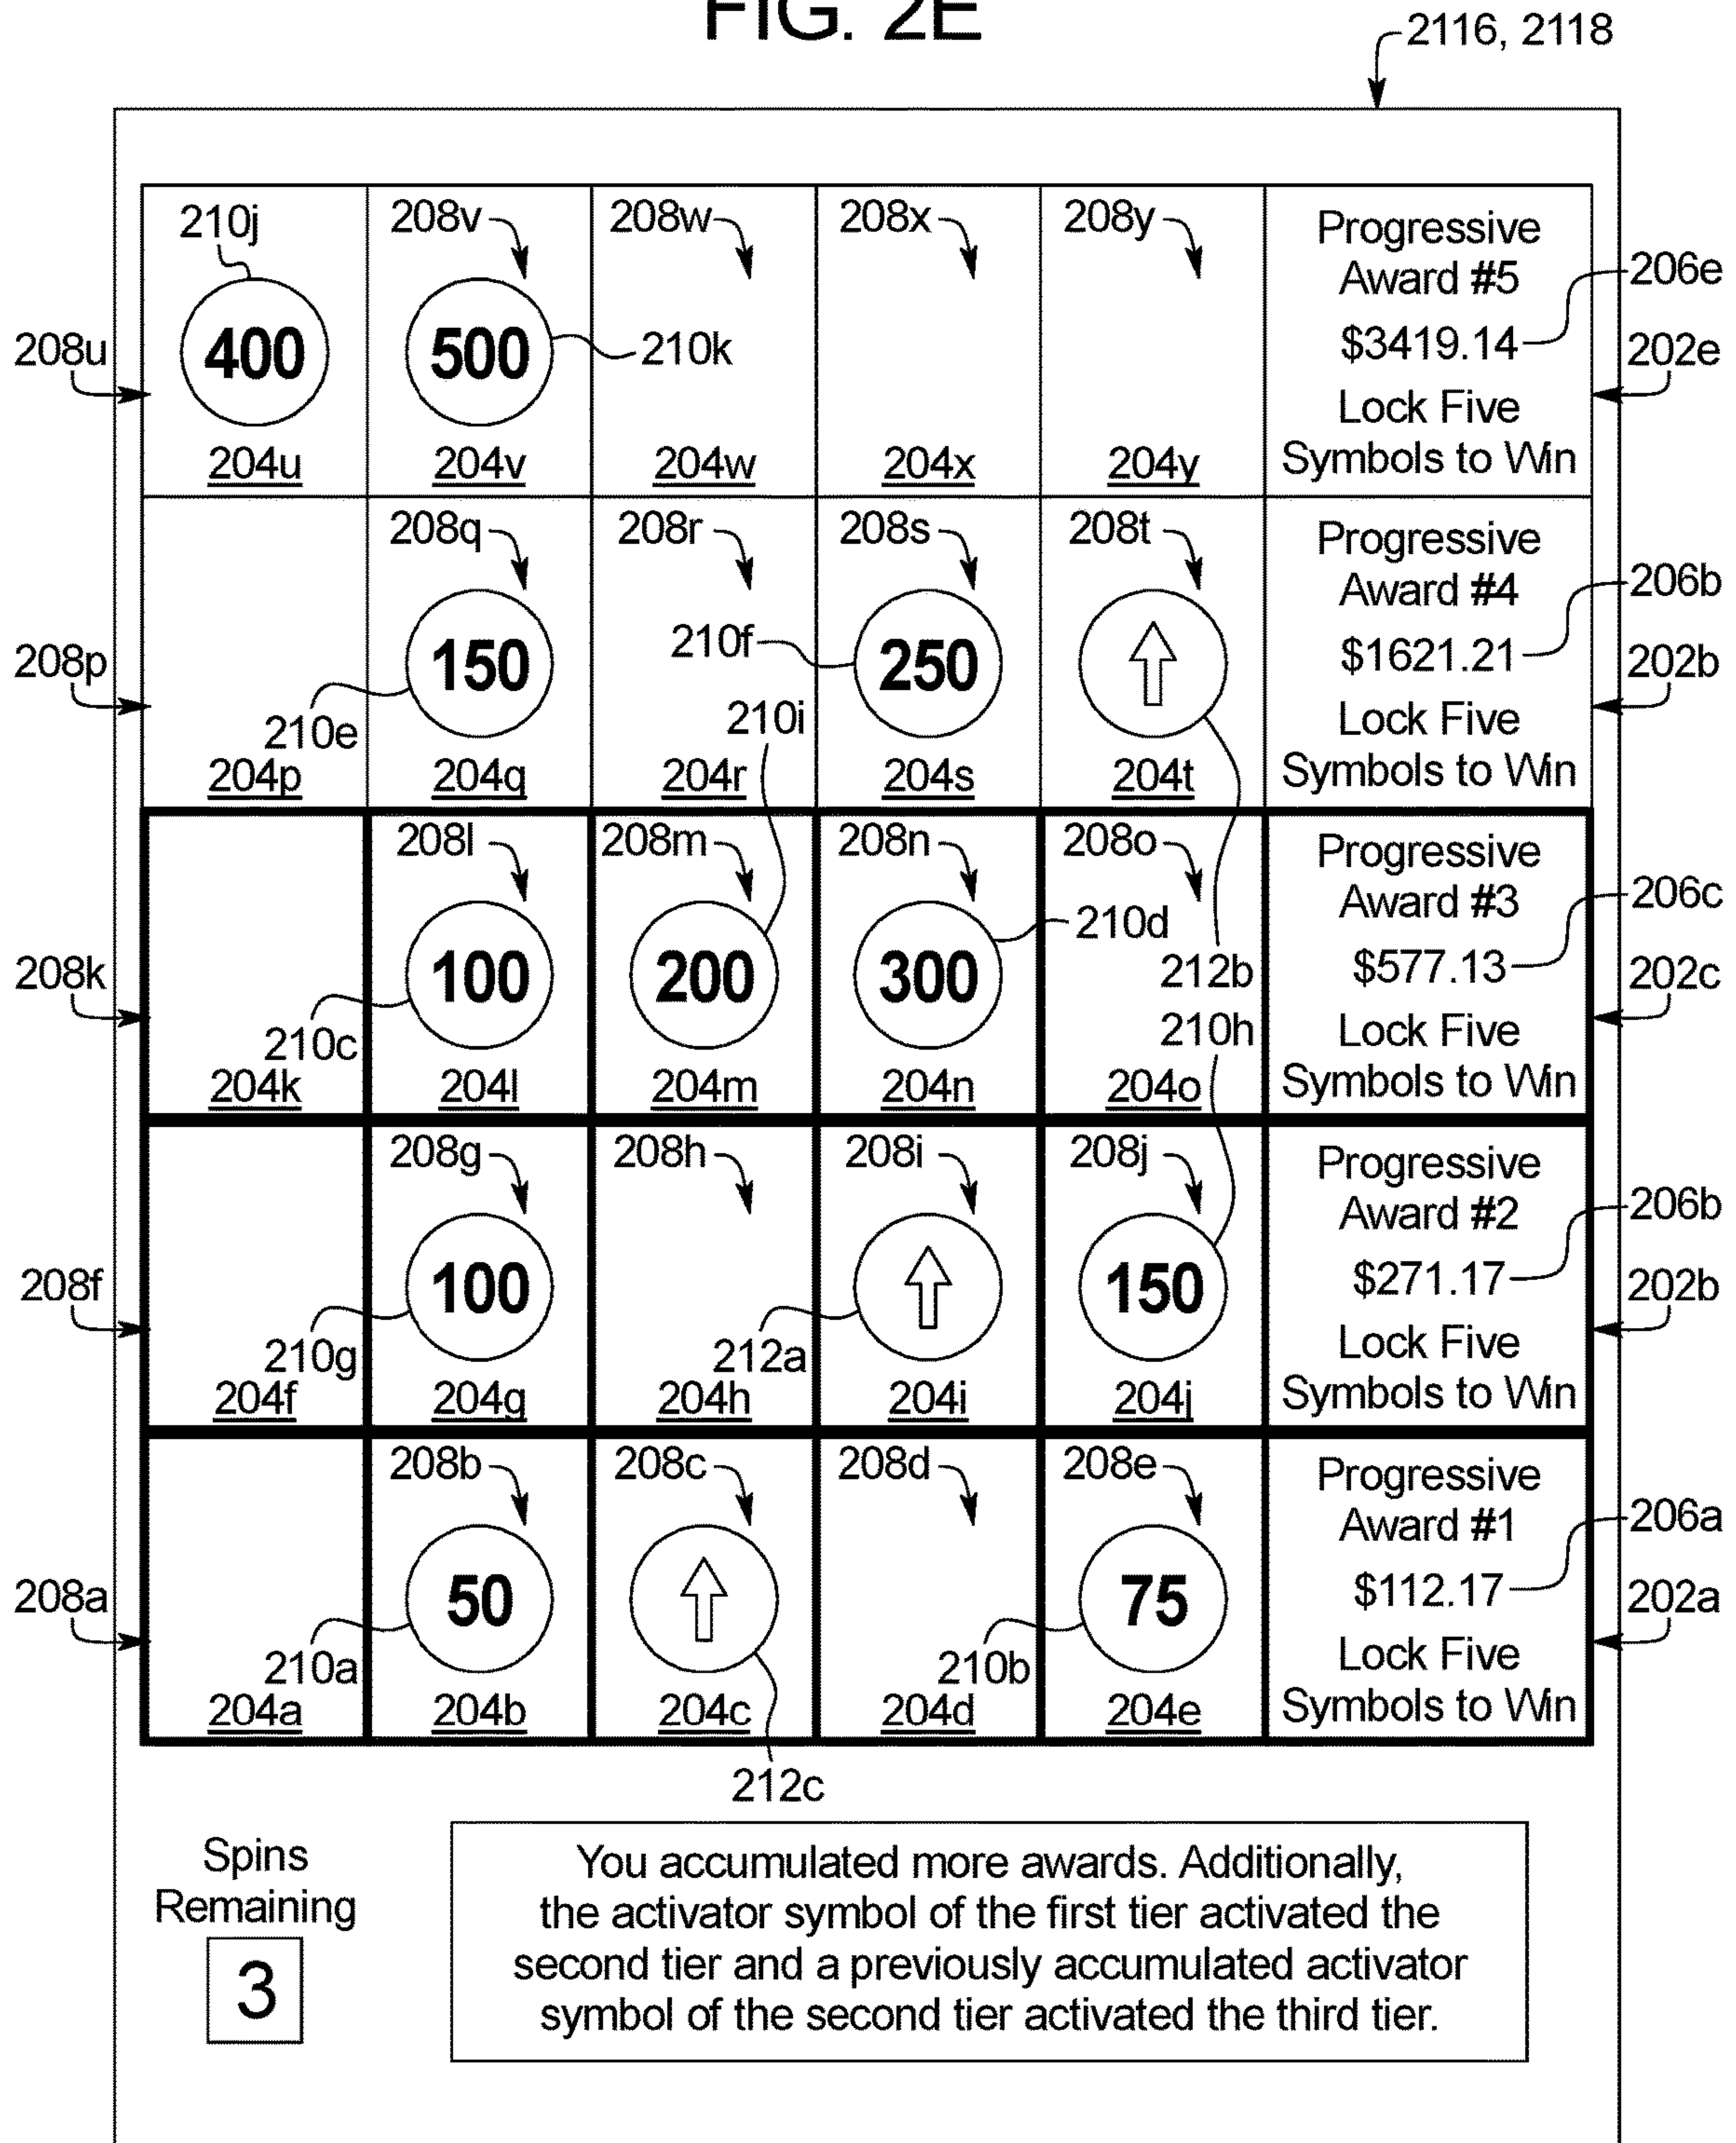 FIG. 2E
2116, 2118
210j 208v 208w 208x 208y Progressive
Award #5 206e
400 500 210k $3419.14
208u 202e
Lock Five
204u 204v 204w 204x 204y Symbols to Win
208q 208r 208s 208t Progressive
Award #4 206b
150 210f 250 $1621.21
208p 202b
210e 210i Lock Five
204p 204q 204r 204s 204t Symbols to Win
208l 208m 208n 208o Progressive
Award #3 206c
100 200 300 210d 212b $577.13
208k 202c
210c 210h Lock Five
204k 204l 204m 204n 204o Symbols to Win
208g 208h 208i 208j Progressive
Award #2 206b
100 150 $271.17
208f 202b
210g 212a Lock Five
204f 204g 204h 204i 204j Symbols to Win
208b 208c 208d 208e Progressive
Award #1 206a
50 75 $112.17
208a 202a
210a 210b Lock Five
204a 204b 204c 204d 204e Symbols to Win
212c
Spins
Remaining
3
You accumulated more awards. Additionally,
the activator symbol of the first tier activated the
second tier and a previously accumulated activator
symbol of the second tier activated the third tier.